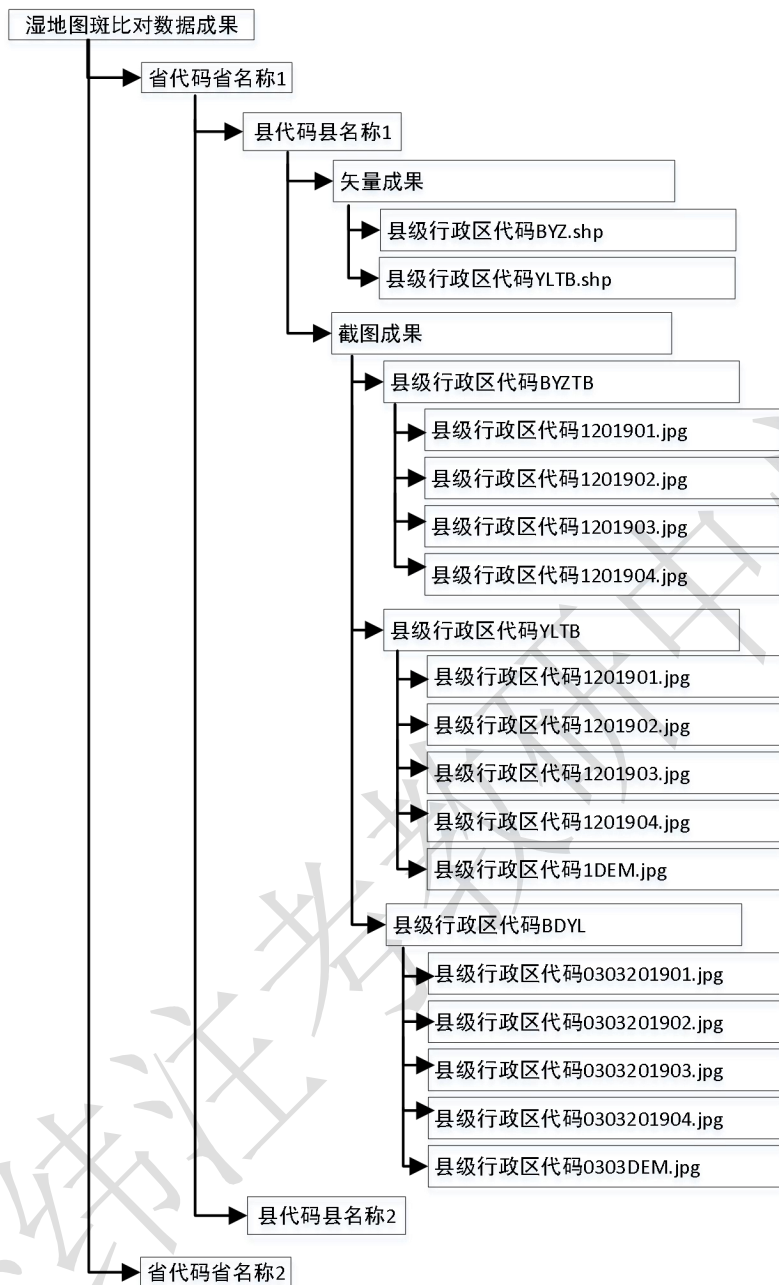 湿地图斑比对数据成果
省代码省名称1
县代码县名称1
矢量成果
县级行政区代码BYZ.shp
县级行政区代码YLTB.shp
截图成果
县级行政区代码BYZTB
县级行政区代码1201901.jpg
县级行政区代码1201902.jpg
县级行政区代码1201903.jpg
县级行政区代码1201904.jpg
县级行政区代码YLTB
县级行政区代码1201901.jpg
县级行政区代码1201902.jpg
县级行政区代码1201903.jpg
县级行政区代码1201904.jpg
县级行政区代码1DEM.jpg
县级行政区代码BDYL
县级行政区代码0303201901.jpg
县级行政区代码0303201902.jpg
县级行政区代码0303201903.jpg
县级行政区代码0303201904.jpg
县级行政区代码0303DEM.jpg
县代码县名称2
省代码省名称2
纬注考教研中